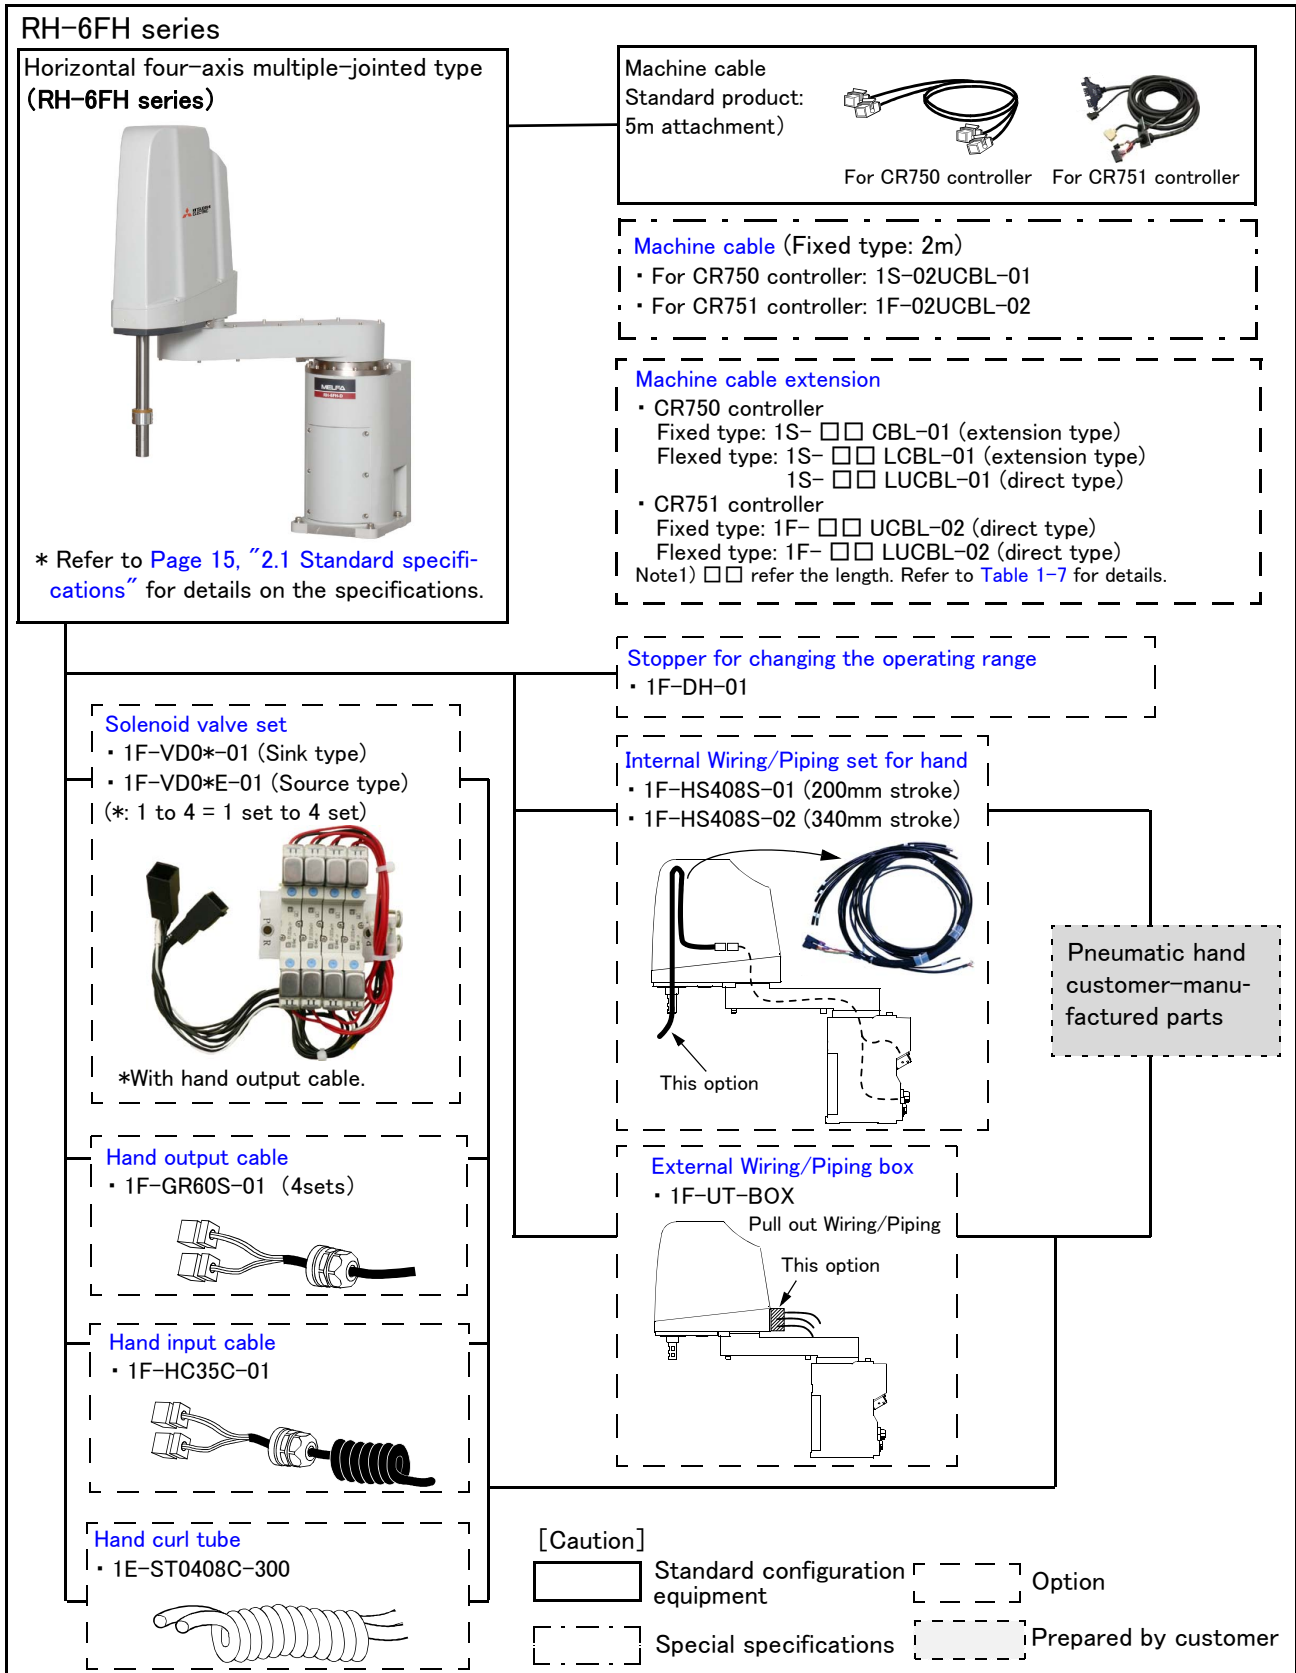 RH-6FH series
Horizontal four-axis multiple-jointed type
(RH-6FH series)
MITSUBISHI
ELECTRIC
MELFA
RH-6FH-D
* Refer to Page 15, "2.1 Standard specifi-
cations" for details on the specifications.
Machine cable
Standard product:
5m attachment)
For CR750 controller
For CR751 controller
Machine cable (Fixed type: 2m)
・For CR750 controller: 1S-02UCBL-01
・For CR751 controller: 1F-02UCBL-02
Machine cable extension
・CR750 controller
Fixed type: 1S- □□ CBL-01 (extension type)
Flexed type: 1S- □□ LCBL-01 (extension type)
1S- □□ LUCBL-01 (direct type)
・CR751 controller
Fixed type: 1F- □□ UCBL-02 (direct type)
Flexed type: 1F- □□ LUCBL-02 (direct type)
Note1) □□ refer the length. Refer to Table 1-7 for details.
Stopper for changing the operating range
・1F-DH-01
Solenoid valve set
・1F-VD0*-01 (Sink type)
・1F-VD0*E-01 (Source type)
(*: 1 to 4 = 1 set to 4 set)
P
R
*With hand output cable.
Internal Wiring/Piping set for hand
・1F-HS408S-01 (200mm stroke)
・1F-HS408S-02 (340mm stroke)
This option
Pneumatic hand
customer-manu-
factured parts
Hand output cable
・1F-GR60S-01 (4sets)
External Wiring/Piping box
・1F-UT-BOX
Pull out Wiring/Piping
This option
Hand input cable
・1F-HC35C-01
Hand curl tube
・1E-ST0408C-300
[Caution]
Standard configuration
equipment
Option
Special specifications
Prepared by customer